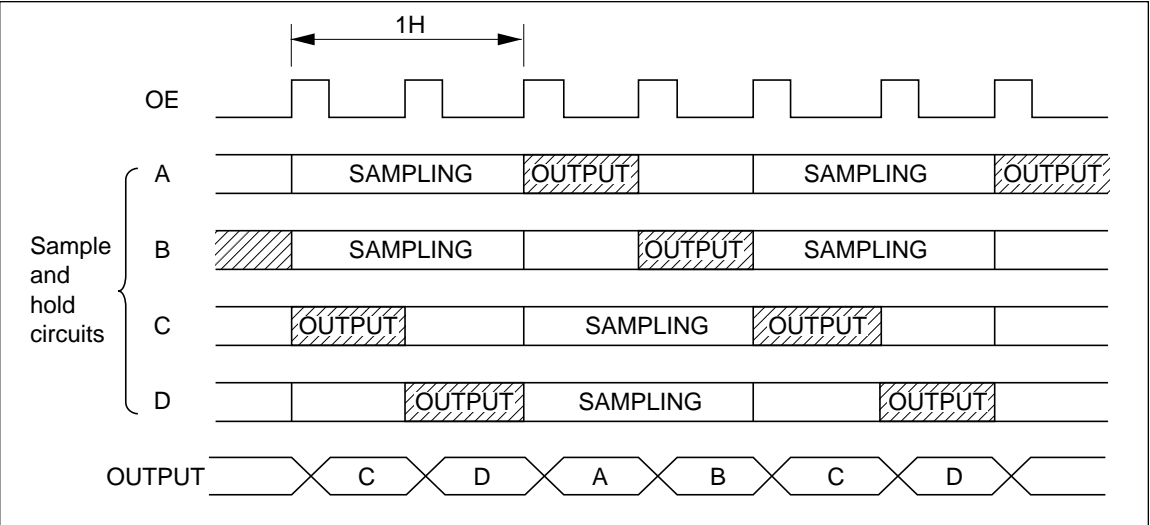 1H
OE
A SAMPLING OUTPUT SAMPLING OUTPUT
B SAMPLING OUTPUT SAMPLING
Sample
and
hold
circuits
C OUTPUT SAMPLING OUTPUT
D OUTPUT SAMPLING OUTPUT
OUTPUT C D A B C D